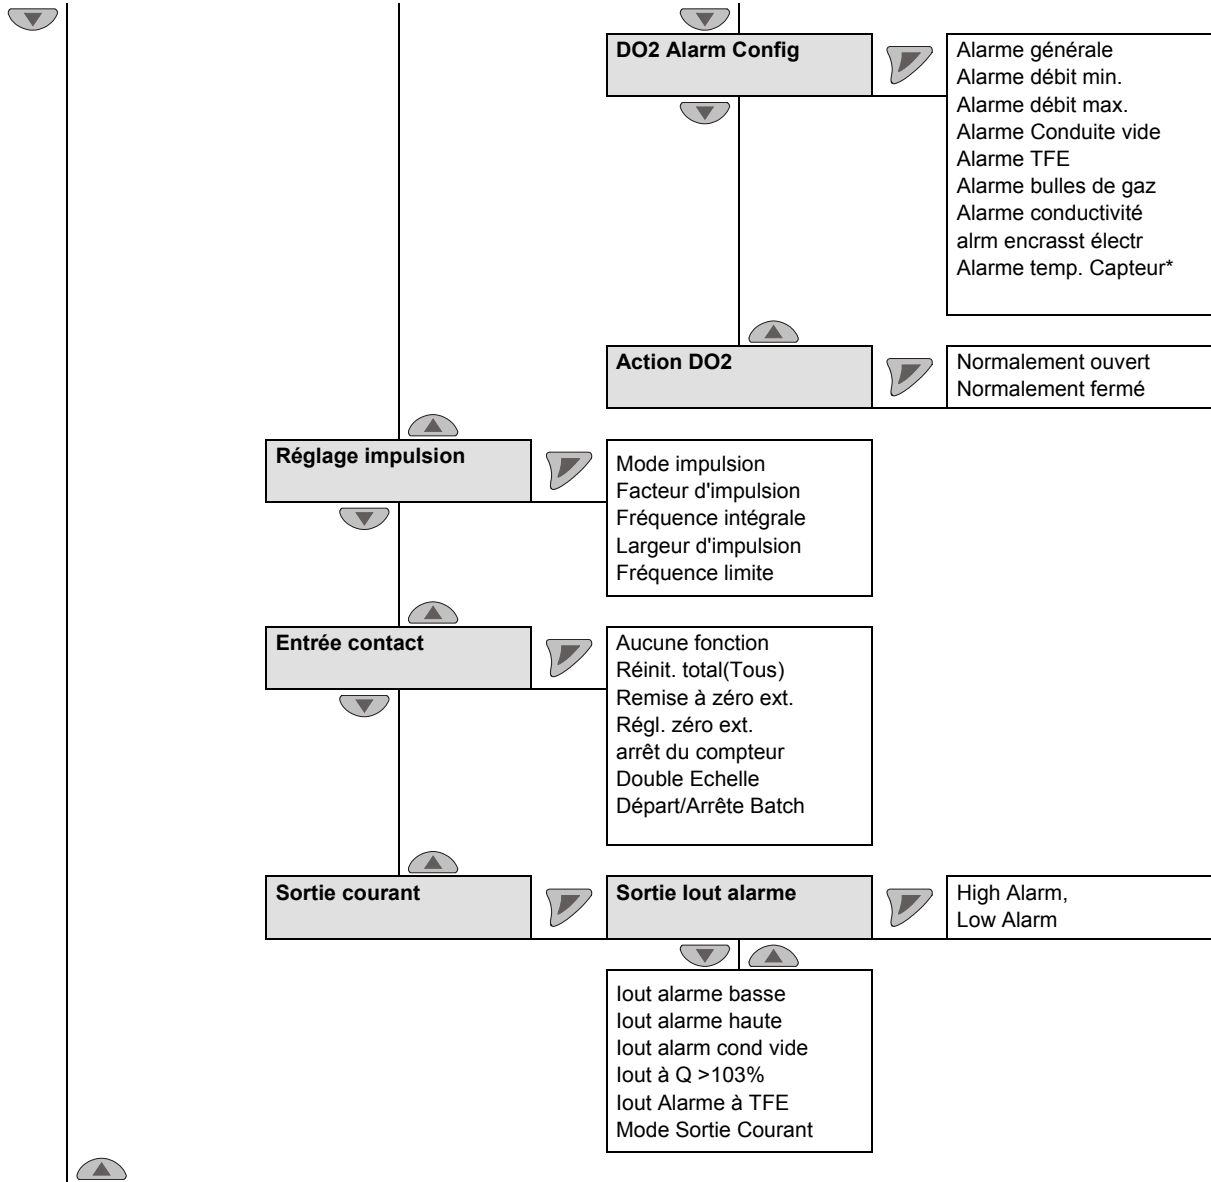 DO2 Alarm Config
Alarme générale
Alarme débit min.
Alarme débit max.
Alarme Conduite vide
Alarme TFE
Alarme bulles de gaz
Alarme conductivité
alrm encrasst électr
Alarme temp. Capteur*
Action DO2
Normalement ouvert
Normalement fermé
Réglage impulsion
Mode impulsion
Facteur d'impulsion
Fréquence intégrale
Largeur d'impulsion
Fréquence limite
Entrée contact
Aucune fonction
Réinit. total(Tous)
Remise à zéro ext.
Régl. zéro ext.
arrêt du compteur
Double Echelle
Départ/Arrête Batch
Sortie courant
Sortie Iout alarme
High Alarm,
Low Alarm
Iout alarme basse
Iout alarme haute
Iout alarm cond vide
Iout à Q >103%
Iout Alarme à TFE
Mode Sortie Courant